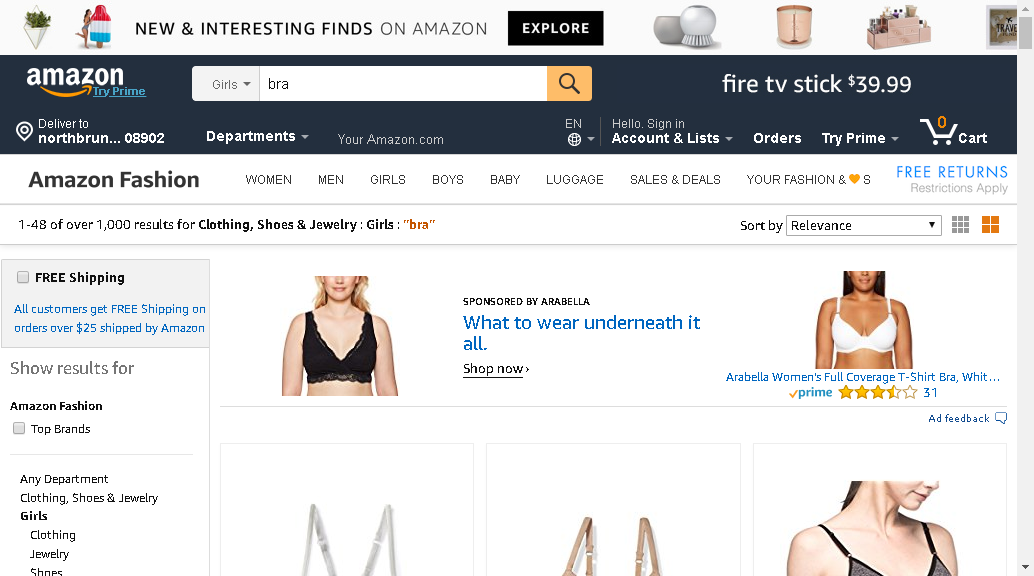 NEW & INTERESTING FINDS ON AMAZON EXPLORE
TRAVE
amazon
Try Prime
Girls bra
fire tv stick $39.99
Deliver to
northbrun... 08902
Departments
Your Amazon.com
EN
Hello. Sign in
Account & Lists
Orders
Try Prime
0
Cart
Amazon Fashion
WOMEN MEN GIRLS BOYS BABY LUGGAGE SALES & DEALS YOUR FASHION & S
FREE RETURNS
Restrictions Apply
1-48 of over 1,000 results for Clothing, Shoes & Jewelry : Girls : "bra"
Sort by Relevance
FREE Shipping
All customers get FREE Shipping on
orders over $25 shipped by Amazon
Show results for
Amazon Fashion
Top Brands
Any Department
Clothing, Shoes & Jewelry
Girls
Clothing
Jewelry
Shoes
SPONSORED BY ARABELLA
What to wear underneath it
all.
Shop now ›
Arabella Women's Full Coverage T-Shirt Bra, Whit...
prime 31
Ad feedback